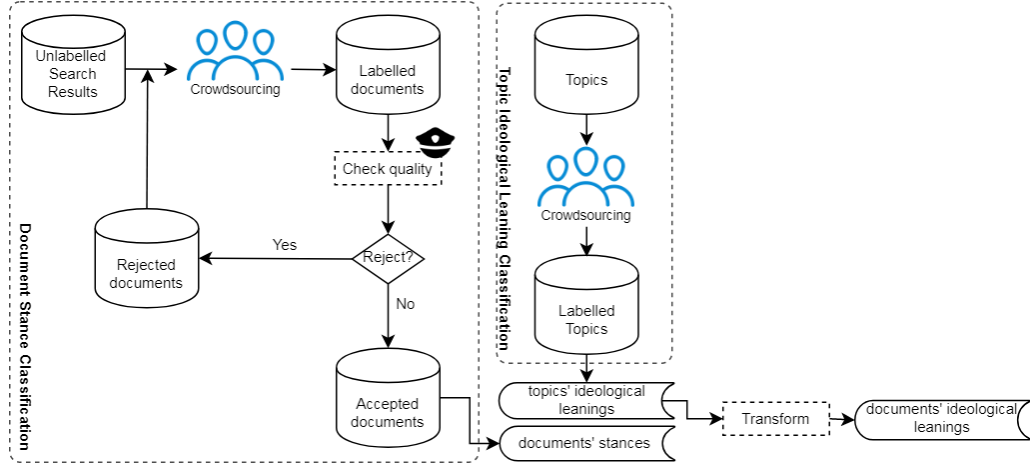 Unlabelled
Search
Results
Crowdsourcing
Labelled
documents
Check quality
Reject?
Yes
No
Rejected
documents
Accepted
documents
Document Stance Classification
Topics
Crowdsourcing
Labelled
Topics
Topic Ideological Leaning Classification
topics' ideological
leanings
documents' stances
Transform
documents' ideological
leanings